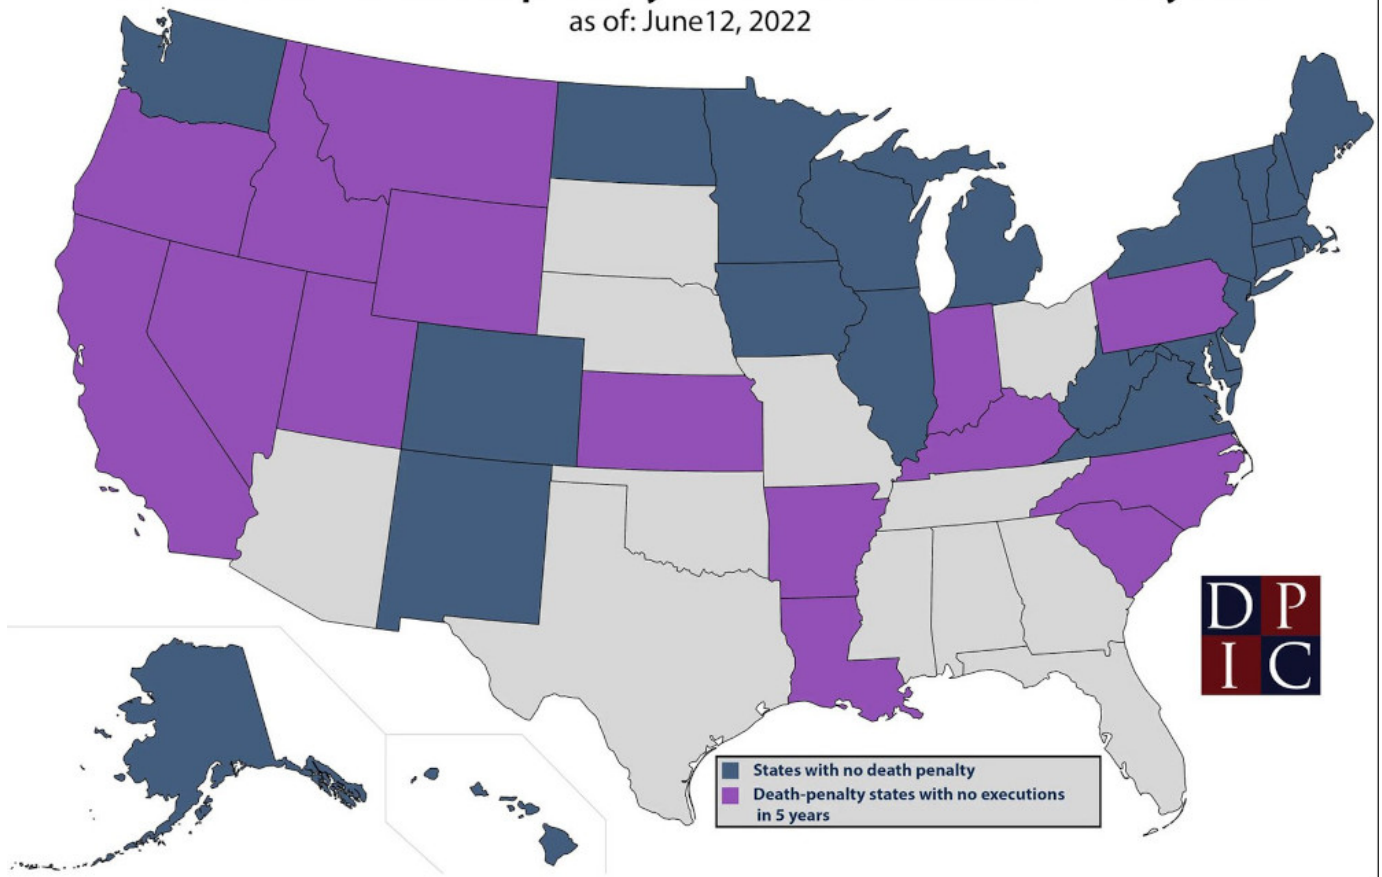 as of: June12, 2022
D P
I C
States with no death penalty
Death-penalty states with no executions
in 5 years